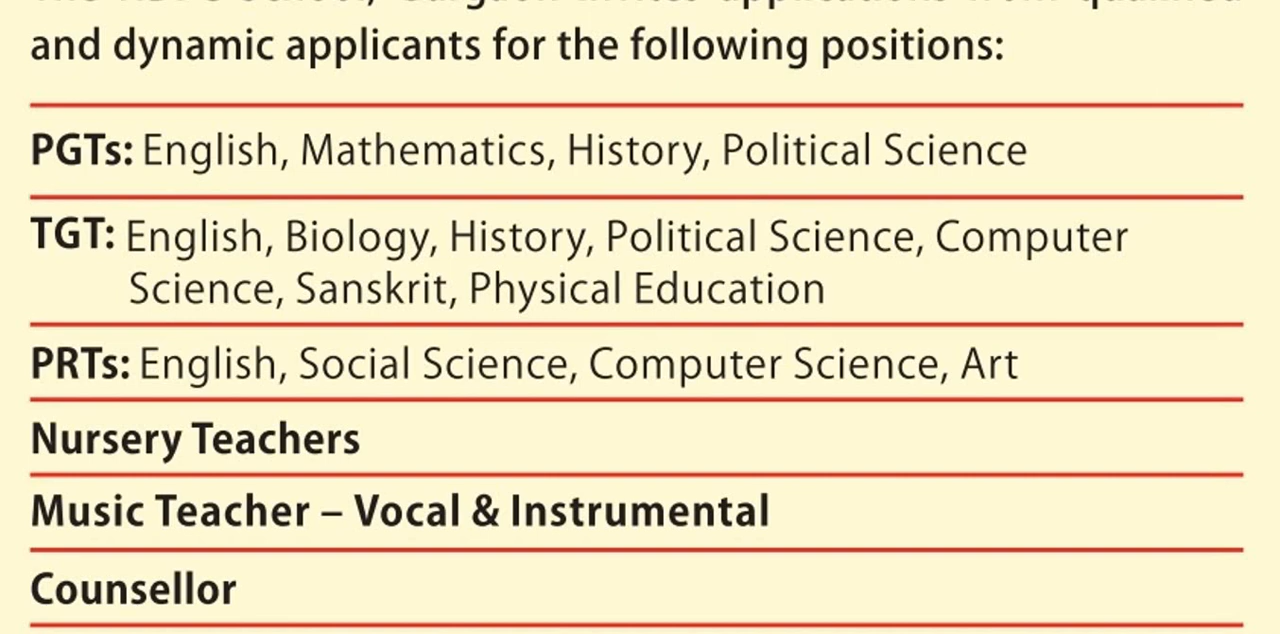 and dynamic applicants for the following positions:
PGTs: English, Mathematics, History, Political Science
TGT: English, Biology, History, Political Science, Computer
Science, Sanskrit, Physical Education
PRTs: English, Social Science, Computer Science, Art
Nursery Teachers
Music Teacher – Vocal & Instrumental
Counsellor